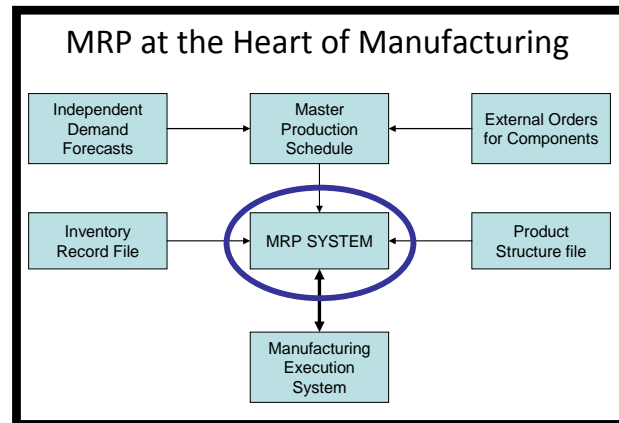 MRP at the Heart of Manufacturing
Independent
Demand
Forecasts
Master
Production
Schedule
External Orders
for Components
Inventory
Record File
MRP SYSTEM
Product
Structure file
Manufacturing
Execution
System